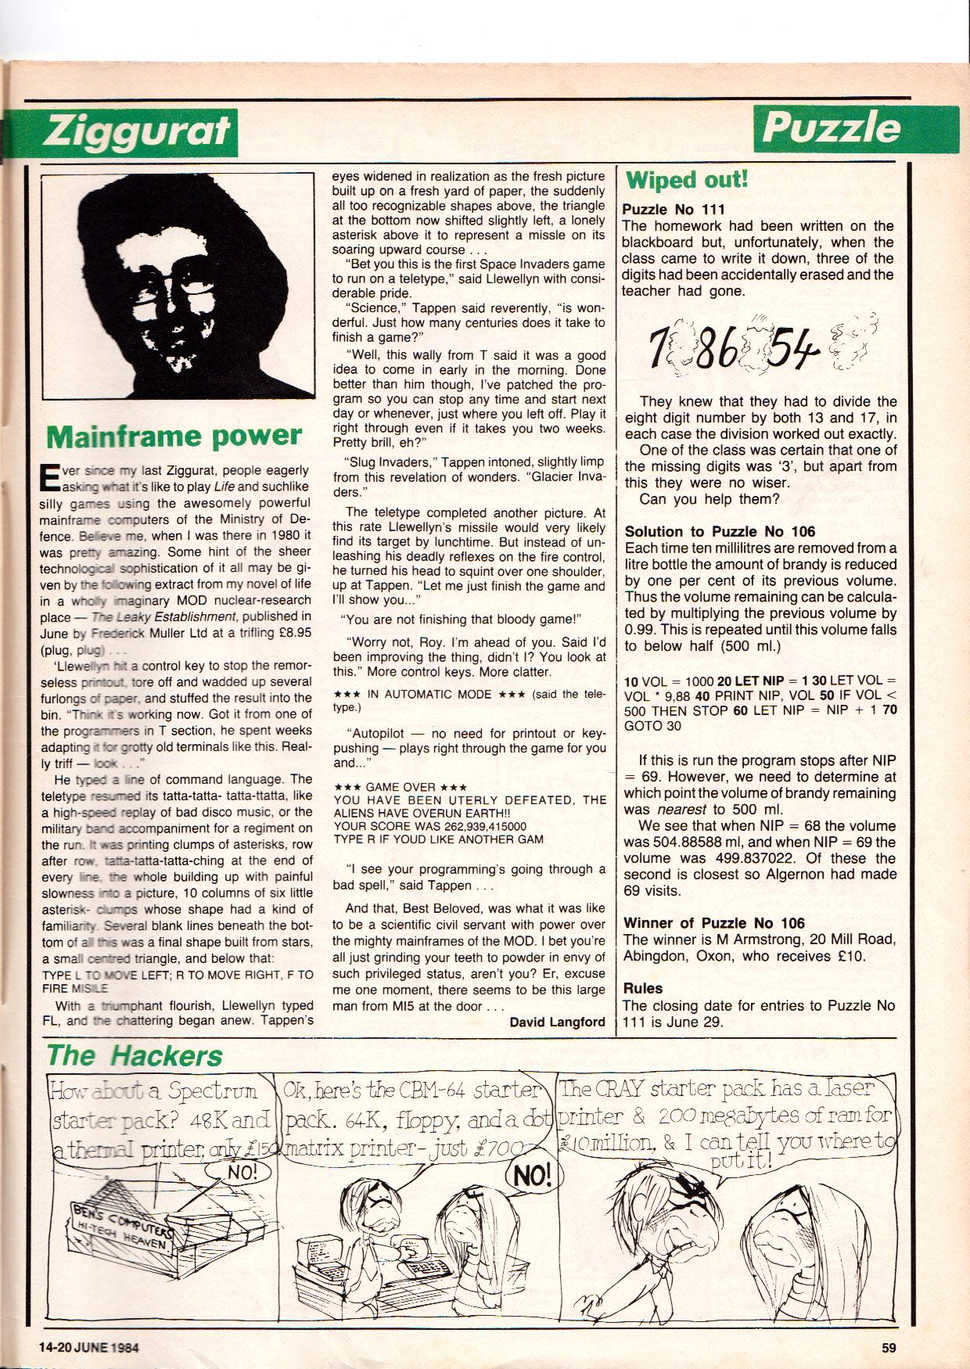 Ziggurat
Puzzle
Mainframe power
Ever since my last Ziggurat, people eagerly
asking what it's like to play Life and suchlike
silly games using the awesomely powerful
mainframe computers of the Ministry of De-
fence. Believe me, when I was there in 1980 it
was pretty amazing. Some hint of the sheer
technological sophistication of it all may be gi-
ven by the following extract from my novel of life
in a wholly imaginary MOD nuclear-research
place — The Leaky Establishment, published in
June by Frederick Muller Ltd at a trifling £8.95
(plug, plug) . . .
'Llewellyn hit a control key to stop the remor-
seless printout, tore off and wadded up several
furlongs of paper, and stuffed the result into the
bin. "Think it's working now. Got it from one of
the programmers in T section, he spent weeks
adapting it for grotty old terminals like this. Real-
ly triff — look . . ."
He typed a line of command language. The
teletype resumed its tatta-tatta- tatta-ttatta, like
a high-speed replay of bad disco music, or the
military band accompaniment for a regiment on
the run. It was printing clumps of asterisks, row
after row, tatta-tatta-tatta-ching at the end of
every line, the whole building up with painful
slowness into a picture, 10 columns of six little
asterisk- clumps whose shape had a kind of
familiarity. Several blank lines beneath the bot-
tom of all this was a final shape built from stars,
a small centred triangle, and below that:
TYPE L TO MOVE LEFT; R TO MOVE RIGHT, F TO
FIRE MISILE
With a triumphant flourish, Llewellyn typed
FL, and the chattering began anew. Tappen's
eyes widened in realization as the fresh picture
built up on a fresh yard of paper, the suddenly
all too recognizable shapes above, the triangle
at the bottom now shifted slightly left, a lonely
asterisk above it to represent a missle on its
soaring upward course . . .
"Bet you this is the first Space Invaders game
to run on a teletype," said Llewellyn with consi-
derable pride.
"Science," Tappen said reverently, "is won-
derful. Just how many centuries does it take to
finish a game?"
"Well, this wally from T said it was a good
idea to come in early in the morning. Done
better than him though, I've patched the pro-
gram so you can stop any time and start next
day or whenever, just where you left off. Play it
right through even if it takes you two weeks.
Pretty brill, eh?"
"Slug Invaders," Tappen intoned, slightly limp
from this revelation of wonders. "Glacier Inva-
ders."
The teletype completed another picture. At
this rate Llewellyn's missile would very likely
find its target by lunchtime. But instead of un-
leashing his deadly reflexes on the fire control,
he turned his head to squint over one shoulder,
up at Tappen. "Let me just finish the game and
I'll show you..."
"You are not finishing that bloody game!"
"Worry not, Roy. I'm ahead of you. Said I'd
been improving the thing, didn't I? You look at
this." More control keys. More clatter.
★★★ IN AUTOMATIC MODE ★★★ (said the tele-
type.)
"Autopilot — no need for printout or key-
pushing — plays right through the game for you
and..."
★★★ GAME OVER ★★★
YOU HAVE BEEN UTERLY DEFEATED, THE
ALIENS HAVE OVERUN EARTH!!
YOUR SCORE WAS 262,939,415000
TYPE R IF YOUD LIKE ANOTHER GAM
"I see your programming's going through a
bad spell," said Tappen . . .
And that, Best Beloved, was what it was like
to be a scientific civil servant with power over
the mighty mainframes of the MOD. I bet you're
all just grinding your teeth to powder in envy of
such privileged status, aren't you? Er, excuse
me one moment, there seems to be this large
man from MI5 at the door . . .
David Langford
Wiped out!
Puzzle No 111
The homework had been written on the
blackboard but, unfortunately, when the
class came to write it down, three of the
digits had been accidentally erased and the
teacher had gone.
7 86 54
They knew that they had to divide the
eight digit number by both 13 and 17, in
each case the division worked out exactly.
One of the class was certain that one of
the missing digits was '3', but apart from
this they were no wiser.
Can you help them?
Solution to Puzzle No 106
Each time ten millilitres are removed from a
litre bottle the amount of brandy is reduced
by one per cent of its previous volume.
Thus the volume remaining can be calcula-
ted by multiplying the previous volume by
0.99. This is repeated until this volume falls
to below half (500 ml.)
10 VOL = 1000 20 LET NIP = 1 30 LET VOL =
VOL * 9,88 40 PRINT NIP, VOL 50 IF VOL <
500 THEN STOP 60 LET NIP = NIP + 1 70
GOTO 30
If this is run the program stops after NIP
= 69. However, we need to determine at
which point the volume of brandy remaining
was nearest to 500 ml.
We see that when NIP = 68 the volume
was 504.88588 ml, and when NIP = 69 the
volume was 499.837022. Of these the
second is closest so Algernon had made
69 visits.
Winner of Puzzle No 106
The winner is M Armstrong, 20 Mill Road,
Abingdon, Oxon, who receives £10.
Rules
The closing date for entries to Puzzle No
111 is June 29.
The Hackers
How about a Spectrum
starter pack? 48K and
a thermal printer, only £150
NO!
BEN'S COMPUTERS
HI-TECH HEAVEN.
Ok, here's the CBM-64 starter
pack. 64K, floppy, and a dot
matrix printer- just £700
NO!
The CRAY starter pack has a laser
printer & 200 megabytes of ram for
£10 million, & I can tell you where to
put it!
14-20 JUNE 1984
59